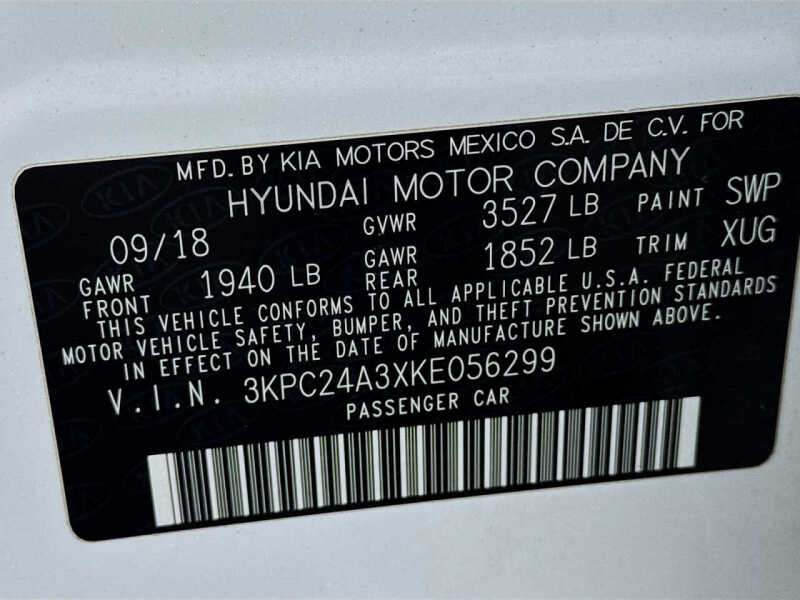 MFD. BY KIA MOTORS MEXICO S.A. DE C.V. FOR
HYUNDAI MOTOR COMPANY
09/18 GVWR 3527 LB PAINT SWP
GAWR FRONT 1940 LB GAWR REAR 1852 LB TRIM XUG
THIS VEHICLE CONFORMS TO ALL APPLICABLE U.S.A. FEDERAL
MOTOR VEHICLE SAFETY, BUMPER, AND THEFT PREVENTION STANDARDS
IN EFFECT ON THE DATE OF MANUFACTURE SHOWN ABOVE.
V.I.N. 3KPC24A3XKE056299
PASSENGER CAR